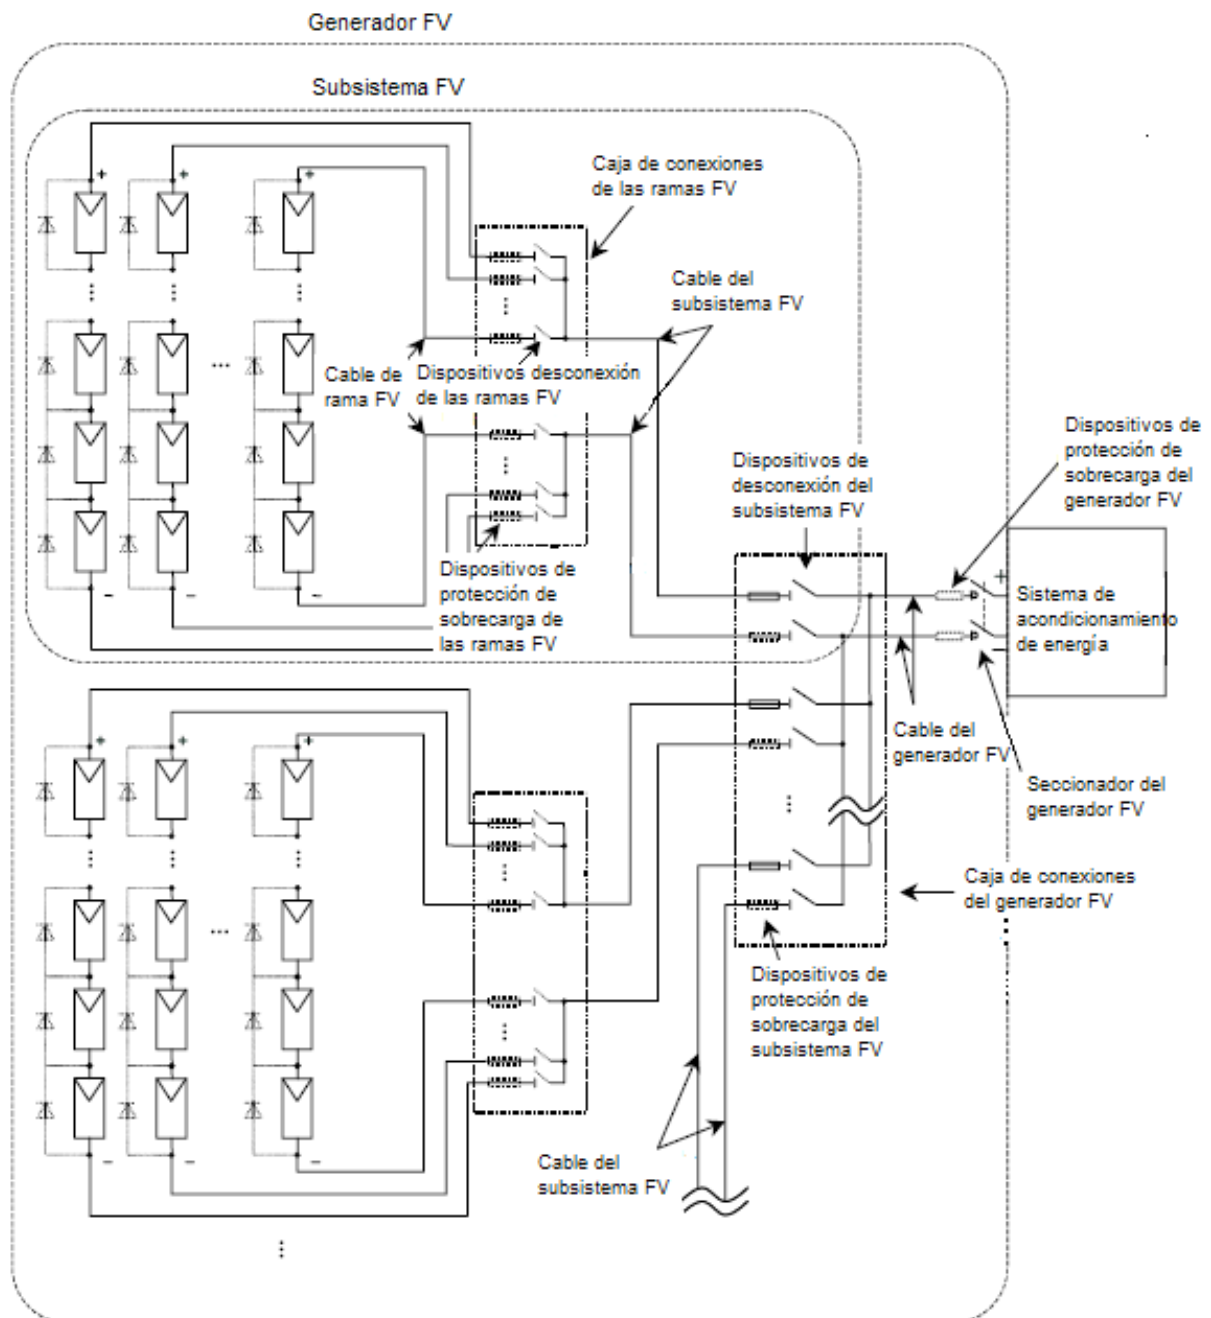 Generador FV
Subsistema FV
Caja de conexiones
de las ramas FV
Cable del
subsistema FV
Cable de
rama FV
Dispositivos desconexión
de las ramas FV
Dispositivos de
protección de
sobrecarga de
las ramas FV
Dispositivos de
desconexión del
subsistema FV
Dispositivos de
protección de
sobrecarga del
generador FV
Sistema de
acondicionamiento
de energía
Cable del
generador FV
Seccionador del
generador FV
Caja de conexiones
del generador FV
Dispositivos de
protección de
sobrecarga del
subsistema FV
Cable del
subsistema FV